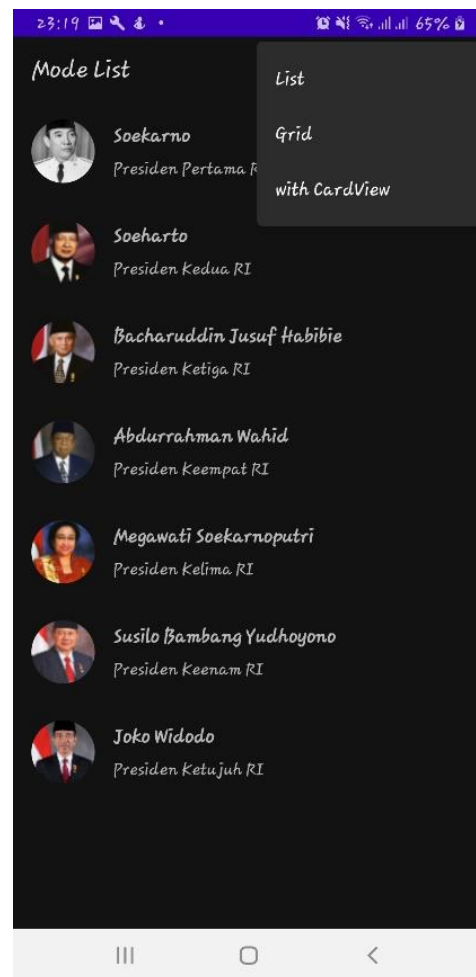 23:19 65%
Mode List
List
Grid
with CardView
Soekarno
Presiden Pertama
Soeharto
Presiden Kedua RI
Bacharuddin Jusuf Habibie
Presiden Ketiga RI
Abdurrahman Wahid
Presiden Keempat RI
Megawati Soekarnoputri
Presiden Kelima RI
Susilo Bambang Yudhoyono
Presiden Keenam RI
Joko Widodo
Presiden Ketujuh RI